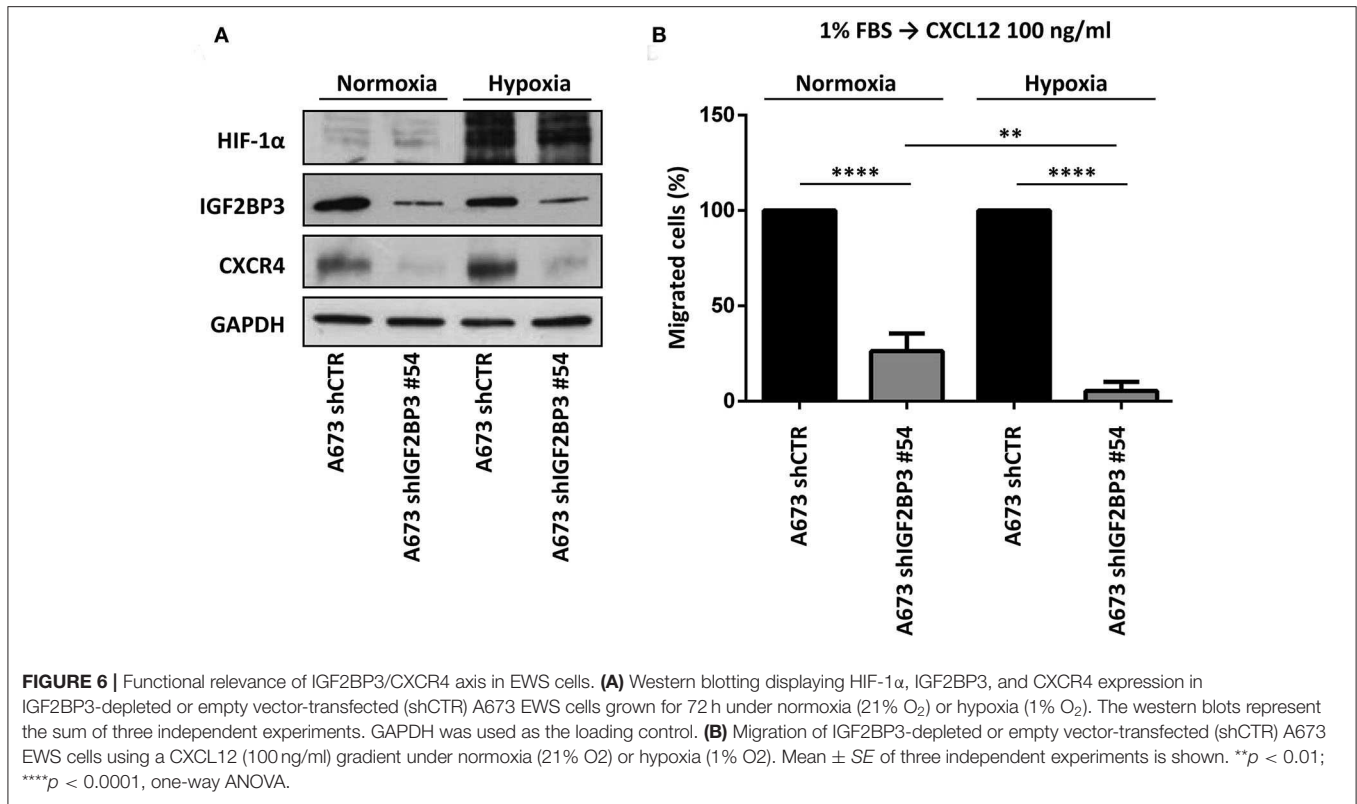 A
Normoxia Hypoxia
HIF-1α
IGF2BP3
CXCR4
GAPDH
A673 shCTR
A673 shIGF2BP3 #54
A673 shCTR
A673 shIGF2BP3 #54
B
1% FBS → CXCL12 100 ng/ml
Normoxia Hypoxia
Migrated cells (%)
150
100
50
0
**
**** ****
A673 shCTR
A673 shIGF2BP3 #54
A673 shCTR
A673 shIGF2BP3 #54
FIGURE 6 | Functional relevance of IGF2BP3/CXCR4 axis in EWS cells. (A) Western blotting displaying HIF-1α, IGF2BP3, and CXCR4 expression in
IGF2BP3-depleted or empty vector-transfected (shCTR) A673 EWS cells grown for 72 h under normoxia (21% O₂) or hypoxia (1% O₂). The western blots represent
the sum of three independent experiments. GAPDH was used as the loading control. (B) Migration of IGF2BP3-depleted or empty vector-transfected (shCTR) A673
EWS cells using a CXCL12 (100 ng/ml) gradient under normoxia (21% O2) or hypoxia (1% O2). Mean ± SE of three independent experiments is shown. **p < 0.01;
****p < 0.0001, one-way ANOVA.